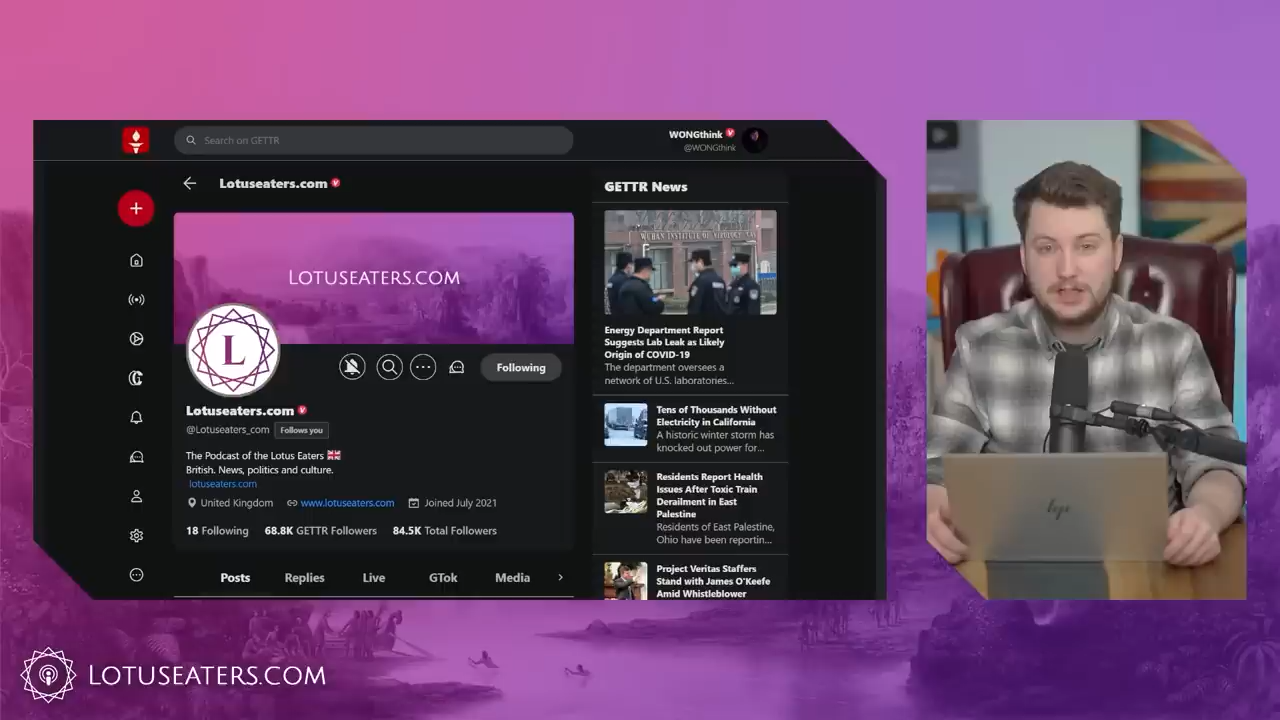 Search on GETTR
WONGthink
@WONGthink
Lotuseaters.com
LOTUSEATERS.COM
L
Following
Lotuseaters.com
@Lotuseaters_com
Follows you
The Podcast of the Lotus Eaters 🇬🇧
British. News, politics and culture.
lotuseaters.com
United Kingdom
www.lotuseaters.com
Joined July 2021
18 Following
68.8K GETTR Followers
84.5K Total Followers
Posts
Replies
Live
GTok
Media
GETTR News
WUHAN INSTITUTE OF VIROLOGY
Energy Department Report
Suggests Lab Leak as Likely
Origin of COVID-19
The department oversees a
network of U.S. laboratories...
Tens of Thousands Without
Electricity in California
A historic winter storm has
knocked out power for...
Residents Report Health
Issues After Toxic Train
Derailment in East
Palestine
Residents of East Palestine,
Ohio have been reportin...
Project Veritas Staffers
Stand with James O'Keefe
Amid Whistleblower
hp
LOTUSEATERS.COM